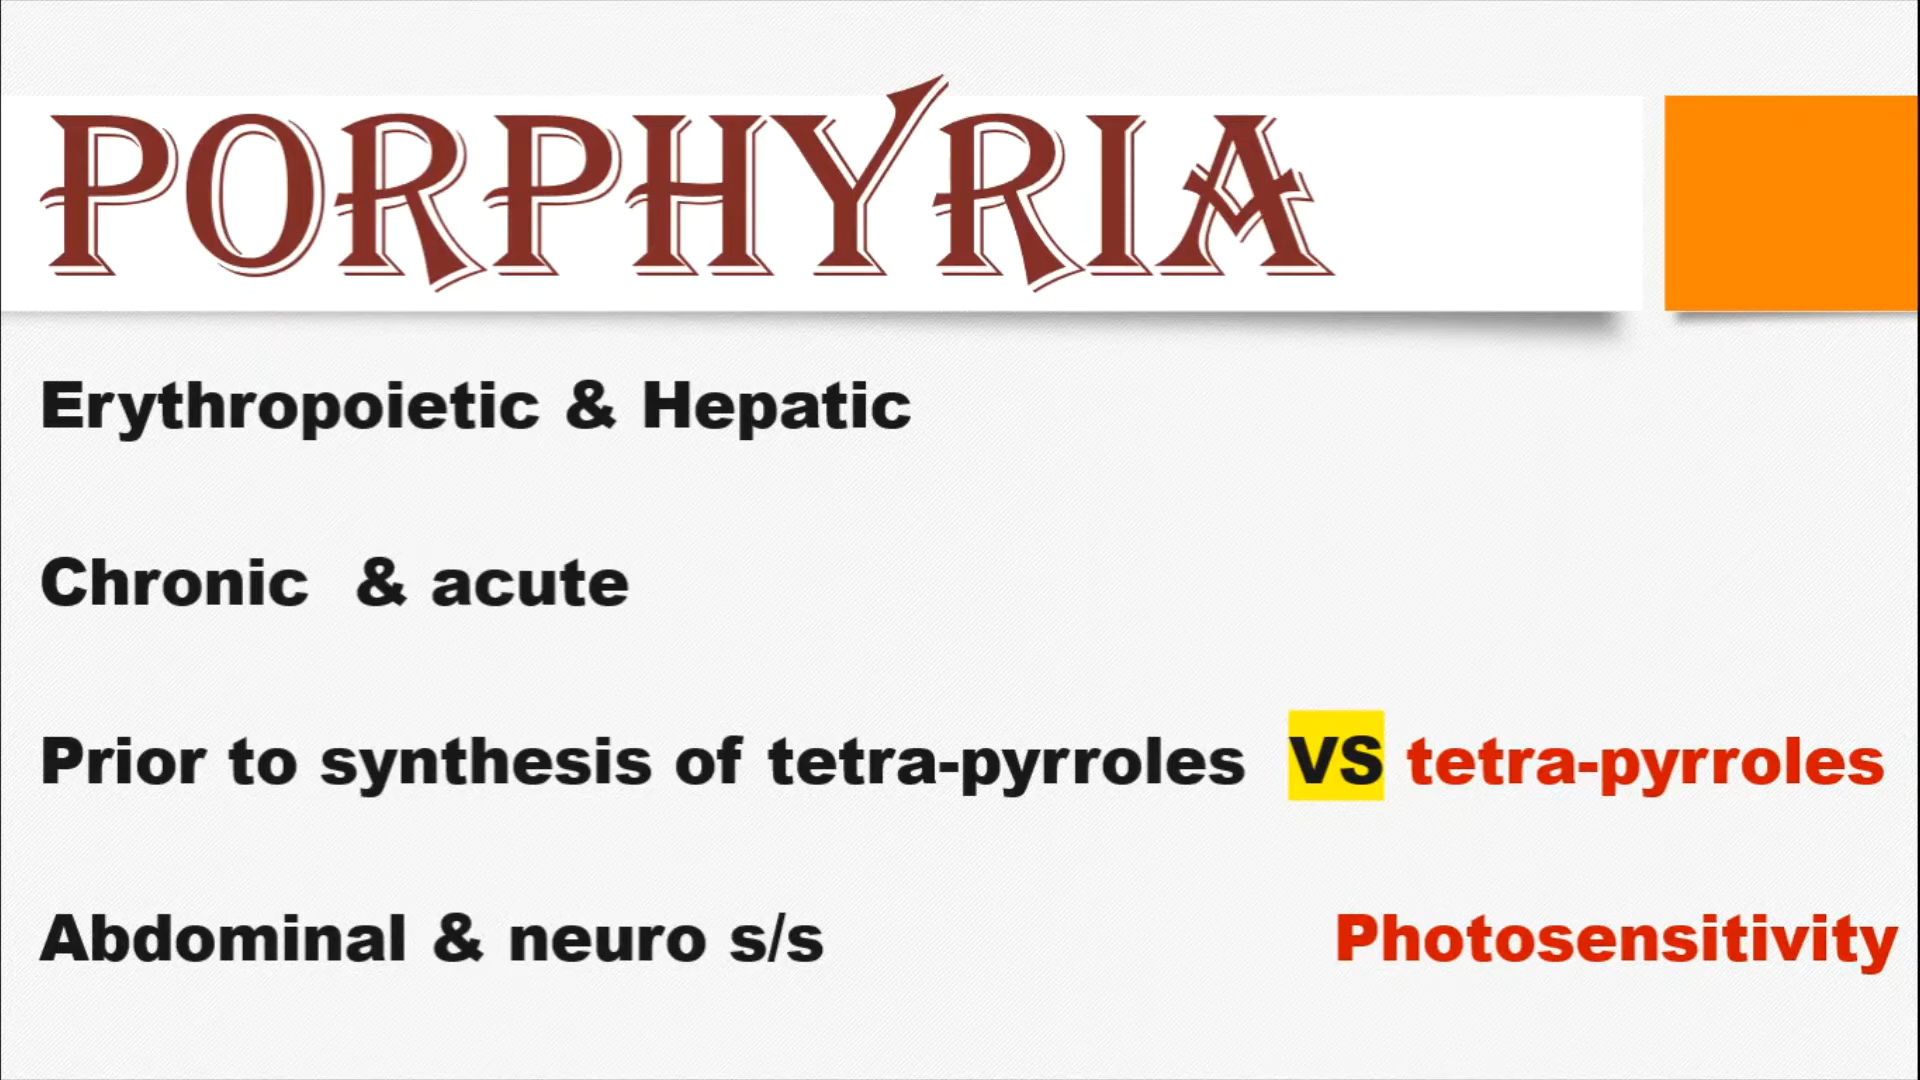 PORPHYRIA
Erythropoietic & Hepatic
Chronic & acute
Prior to synthesis of tetra-pyrroles VS tetra-pyrroles
Abdominal & neuro s/s Photosensitivity